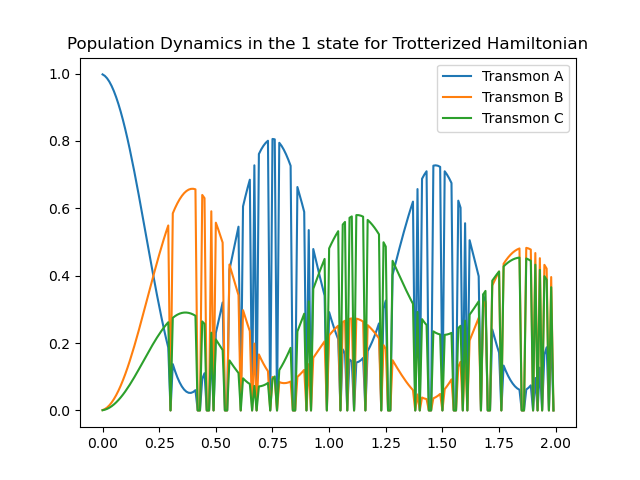 Population Dynamics in the 1 state for Trotterized Hamiltonian
Transmon A
Transmon B
Transmon C
1.0
0.8
0.6
0.4
0.2
0.0
0.00 0.25 0.50 0.75 1.00 1.25 1.50 1.75 2.00